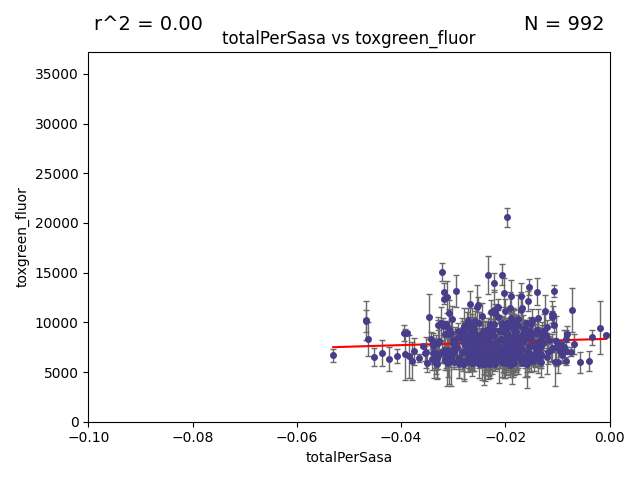 r^2 = 0.00
N = 992
totalPerSasa vs toxgreen_fluor
35000
30000
25000
20000
15000
10000
5000
0
toxgreen_fluor
−0.10
−0.08
−0.06
−0.04
−0.02
0.00
totalPerSasa